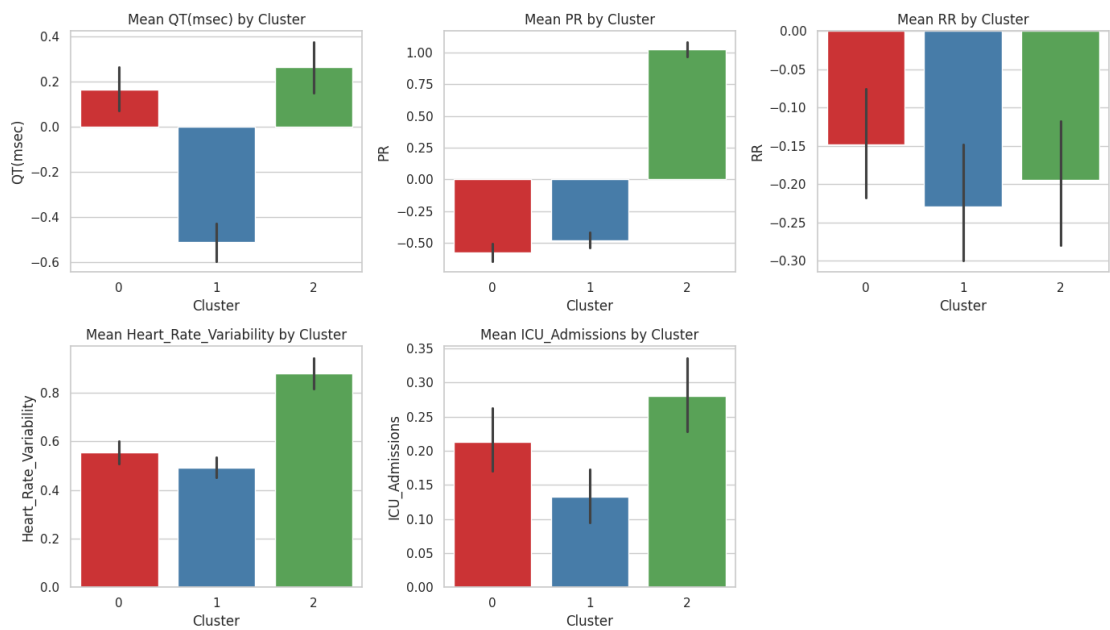 Mean QT(msec) by Cluster
QT(msec)
0.4
0.2
0.0
−0.2
−0.4
−0.6
0 1 2
Cluster
Mean PR by Cluster
PR
1.00
0.75
0.50
0.25
0.00
−0.25
−0.50
0 1 2
Cluster
Mean RR by Cluster
RR
0.00
−0.05
−0.10
−0.15
−0.20
−0.25
−0.30
0 1 2
Cluster
Mean Heart_Rate_Variability by Cluster
Heart_Rate_Variability
0.8
0.6
0.4
0.2
0.0
0 1 2
Cluster
Mean ICU_Admissions by Cluster
ICU_Admissions
0.35
0.30
0.25
0.20
0.15
0.10
0.05
0.00
0 1 2
Cluster